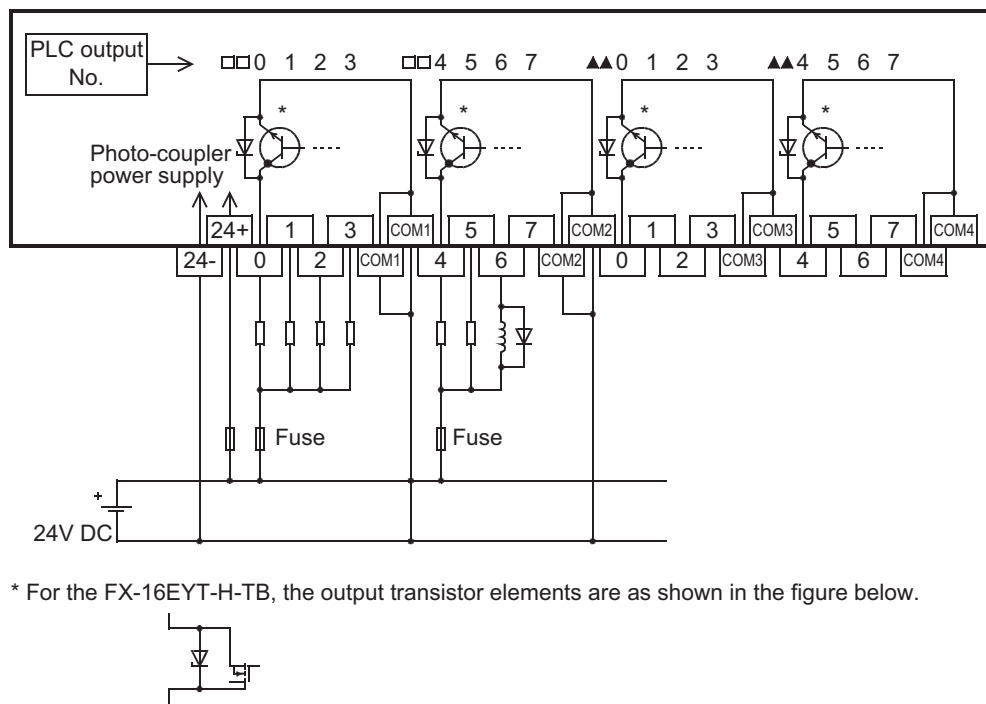 PLC output
No.
□□0 1 2 3 □□4 5 6 7 ▲▲0 1 2 3 ▲▲4 5 6 7
* * * *
Photo-coupler
power supply
24+ 1 3 COM1 5 7 COM2 1 3 COM3 5 7 COM4
24- 0 2 COM1 4 6 COM2 0 2 COM3 4 6 COM4
Fuse Fuse
+
24V DC
* For the FX-16EYT-H-TB, the output transistor elements are as shown in the figure below.